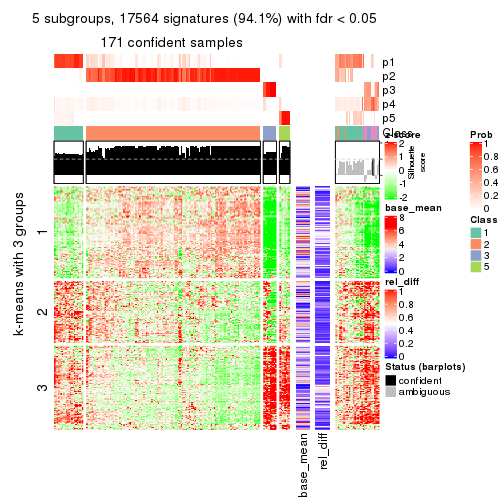 5 subgroups, 17564 signatures (94.1%) with fdr < 0.05
171 confident samples
p1
p2
p3
p4
p5
Class
1
2
3
k-means with 3 groups
base_mean
rel_diff
z-score
2
1
0
-1
-2
Silhouette
score
base_mean
8
6
4
2
0
rel_diff
1
0.8
0.6
0.4
0.2
0
Status (barplots)
confident
ambiguous
Prob
1
0.8
0.6
0.4
0.2
0
Class
1
2
3
5